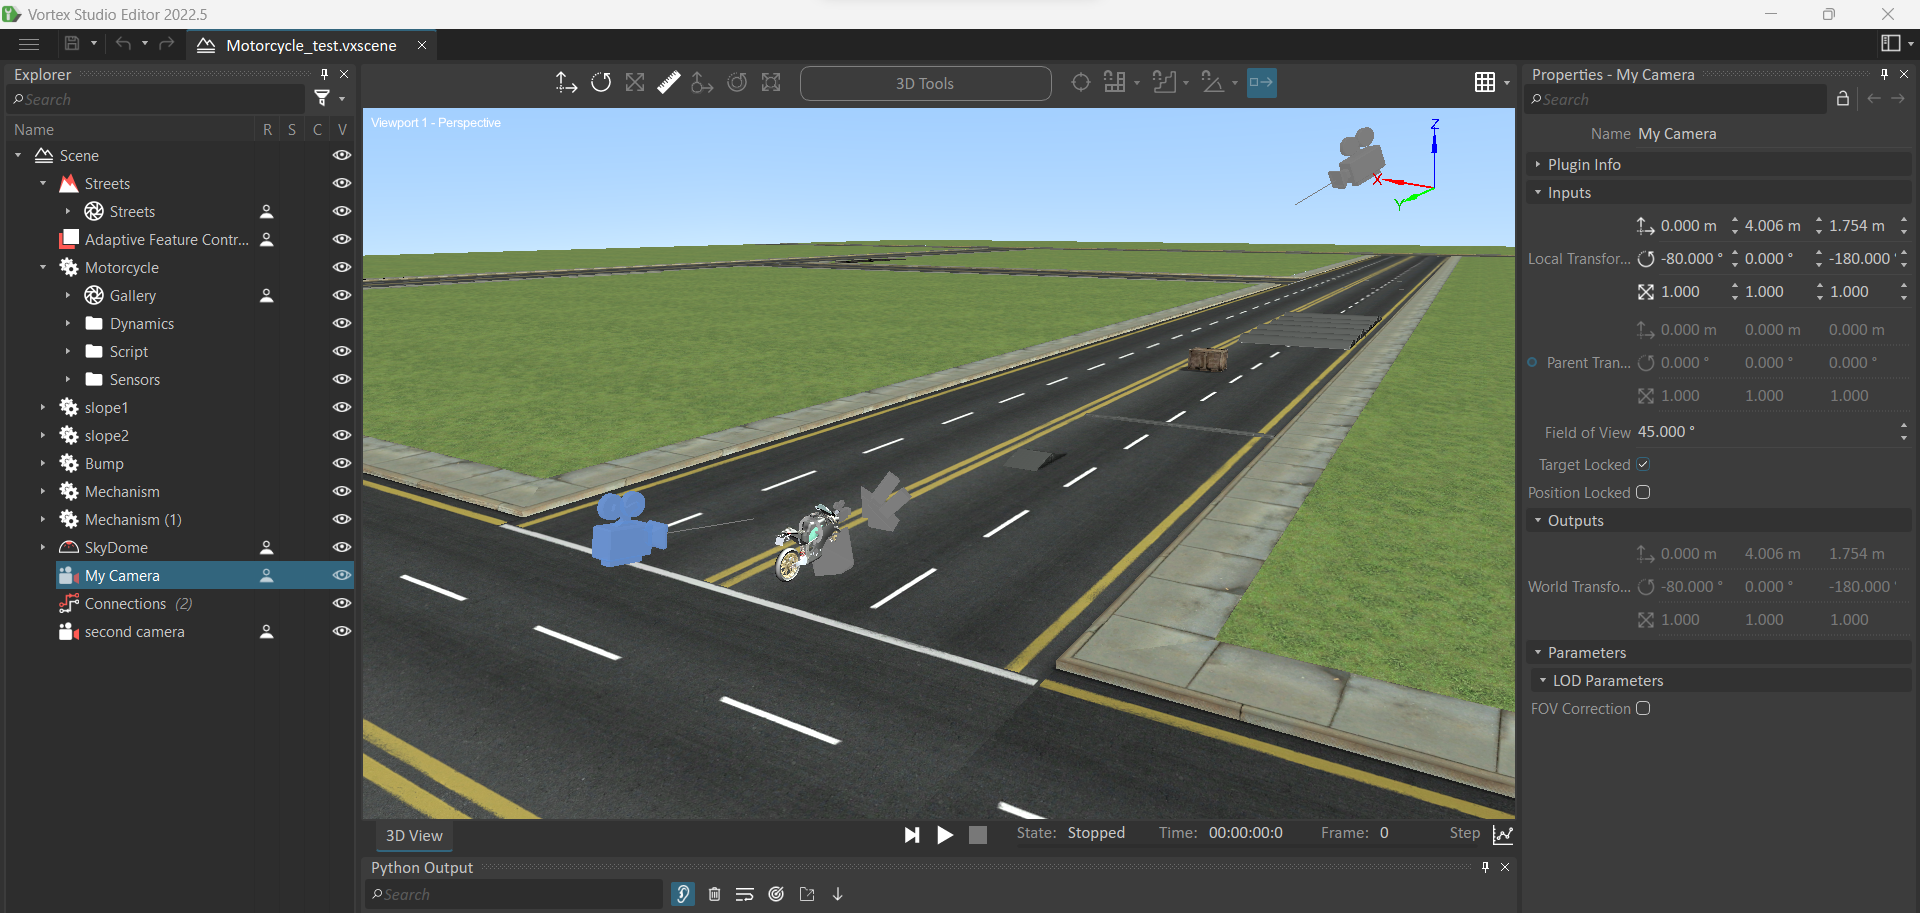 Vortex Studio Editor 2022.5
Motorcycle_test.vxscene
Explorer
Search
Name R S C V
Scene
Streets
Streets
Adaptive Feature Contr...
Motorcycle
Gallery
Dynamics
Script
Sensors
slope1
slope2
Bump
Mechanism
Mechanism (1)
SkyDome
My Camera
Connections (2)
second camera
3D Tools
Viewport 1 - Perspective
Z
X
Y
3D View
State: Stopped Time: 00:00:00:0 Frame: 0 Step
Python Output
Search
Properties - My Camera
Search
Name My Camera
Plugin Info
Inputs
0.000 m 4.006 m 1.754 m
Local Transfor... -80.000 ° 0.000 ° -180.000 °
1.000 1.000 1.000
0.000 m 0.000 m 0.000 m
Parent Tran... 0.000 ° 0.000 ° 0.000 °
1.000 1.000 1.000
Field of View 45.000 °
Target Locked
Position Locked
Outputs
0.000 m 4.006 m 1.754 m
World Transfo... -80.000 ° 0.000 ° -180.000 °
1.000 1.000 1.000
Parameters
LOD Parameters
FOV Correction